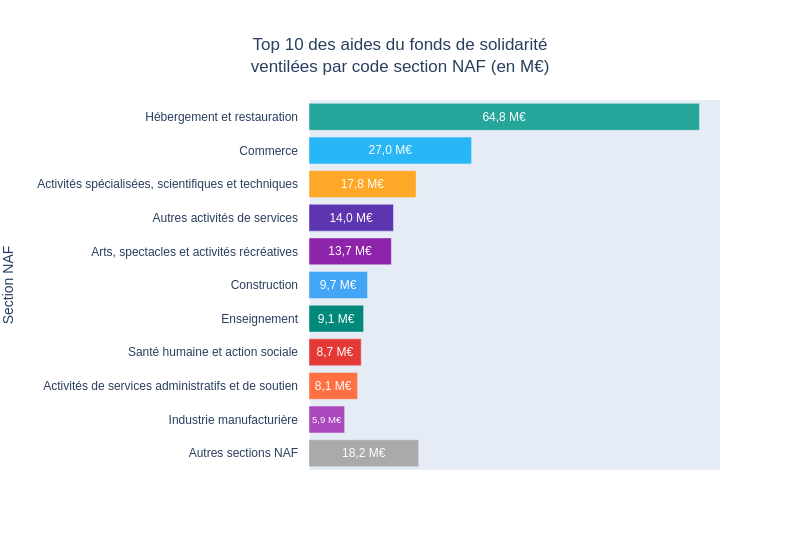 Top 10 des aides du fonds de solidarité
ventilées par code section NAF (en M€)
Section NAF
Hébergement et restauration 64,8 M€
Commerce 27,0 M€
Activités spécialisées, scientifiques et techniques 17,8 M€
Autres activités de services 14,0 M€
Arts, spectacles et activités récréatives 13,7 M€
Construction 9,7 M€
Enseignement 9,1 M€
Santé humaine et action sociale 8,7 M€
Activités de services administratifs et de soutien 8,1 M€
Industrie manufacturière 5,9 M€
Autres sections NAF 18,2 M€